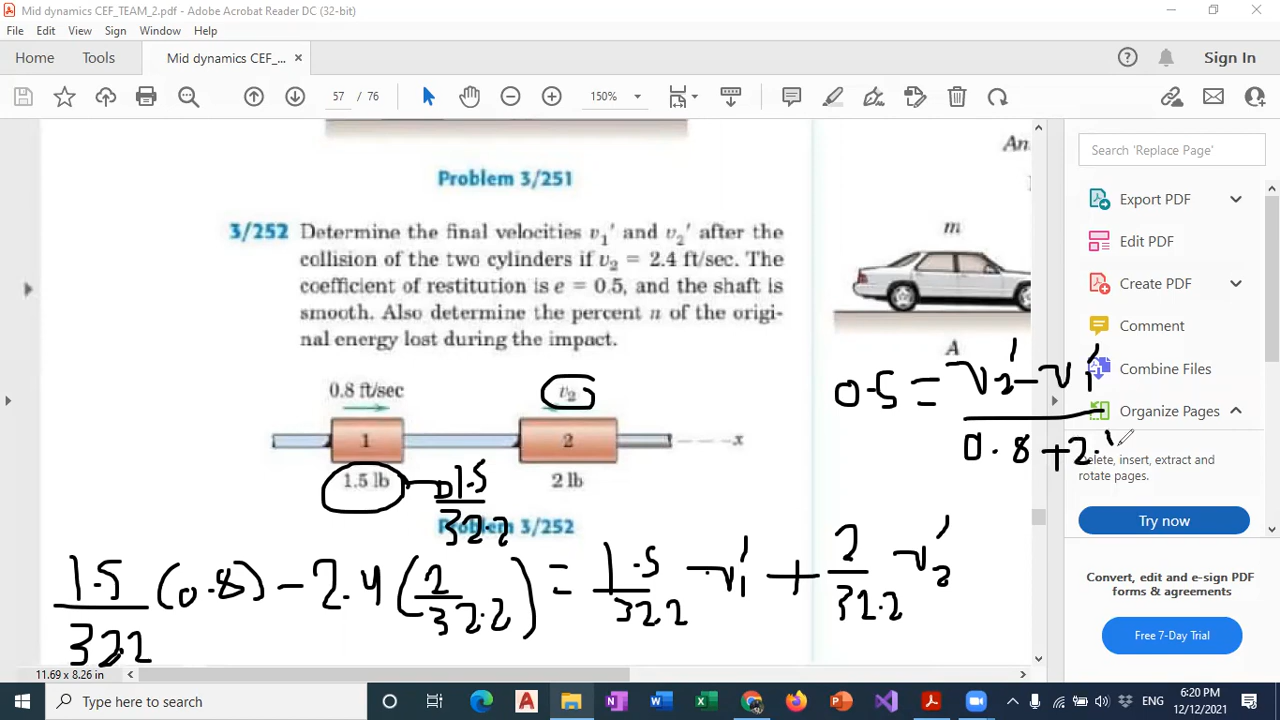 Mid dynamics CEF_TEAM_2.pdf - Adobe Acrobat Reader DC (32-bit)
File Edit View Sign Window Help
Home Tools Mid dynamics CEF_... × Sign In
57 / 76 150%
An
Problem 3/251
3/252 Determine the final velocities v₁′ and v₂′ after the
collision of the two cylinders if v₂ = 2.4 ft/sec. The
coefficient of restitution is e = 0.5, and the shaft is
smooth. Also determine the percent n of the origi-
nal energy lost during the impact.
0.8 ft/sec v₂
1 2 x
1.5 lb 2 lb
1.5
32.2
Problem 3/252
m
A
0.5 = v₂′ - v₁′
0.8 + 2.
1.5/322 (0.8) - 2.4 (2/32.2) = 1.5/322 v₁′ + 2/32.2 v₂′
Search 'Replace Page'
Export PDF
Edit PDF
Create PDF
Comment
Combine Files
Organize Pages
Delete, insert, extract and
rotate pages.
Try now
Convert, edit and e-sign PDF
forms & agreements
Free 7-Day Trial
11.69 x 8.26 in
Type here to search
ENG
6:20 PM
12/12/2021